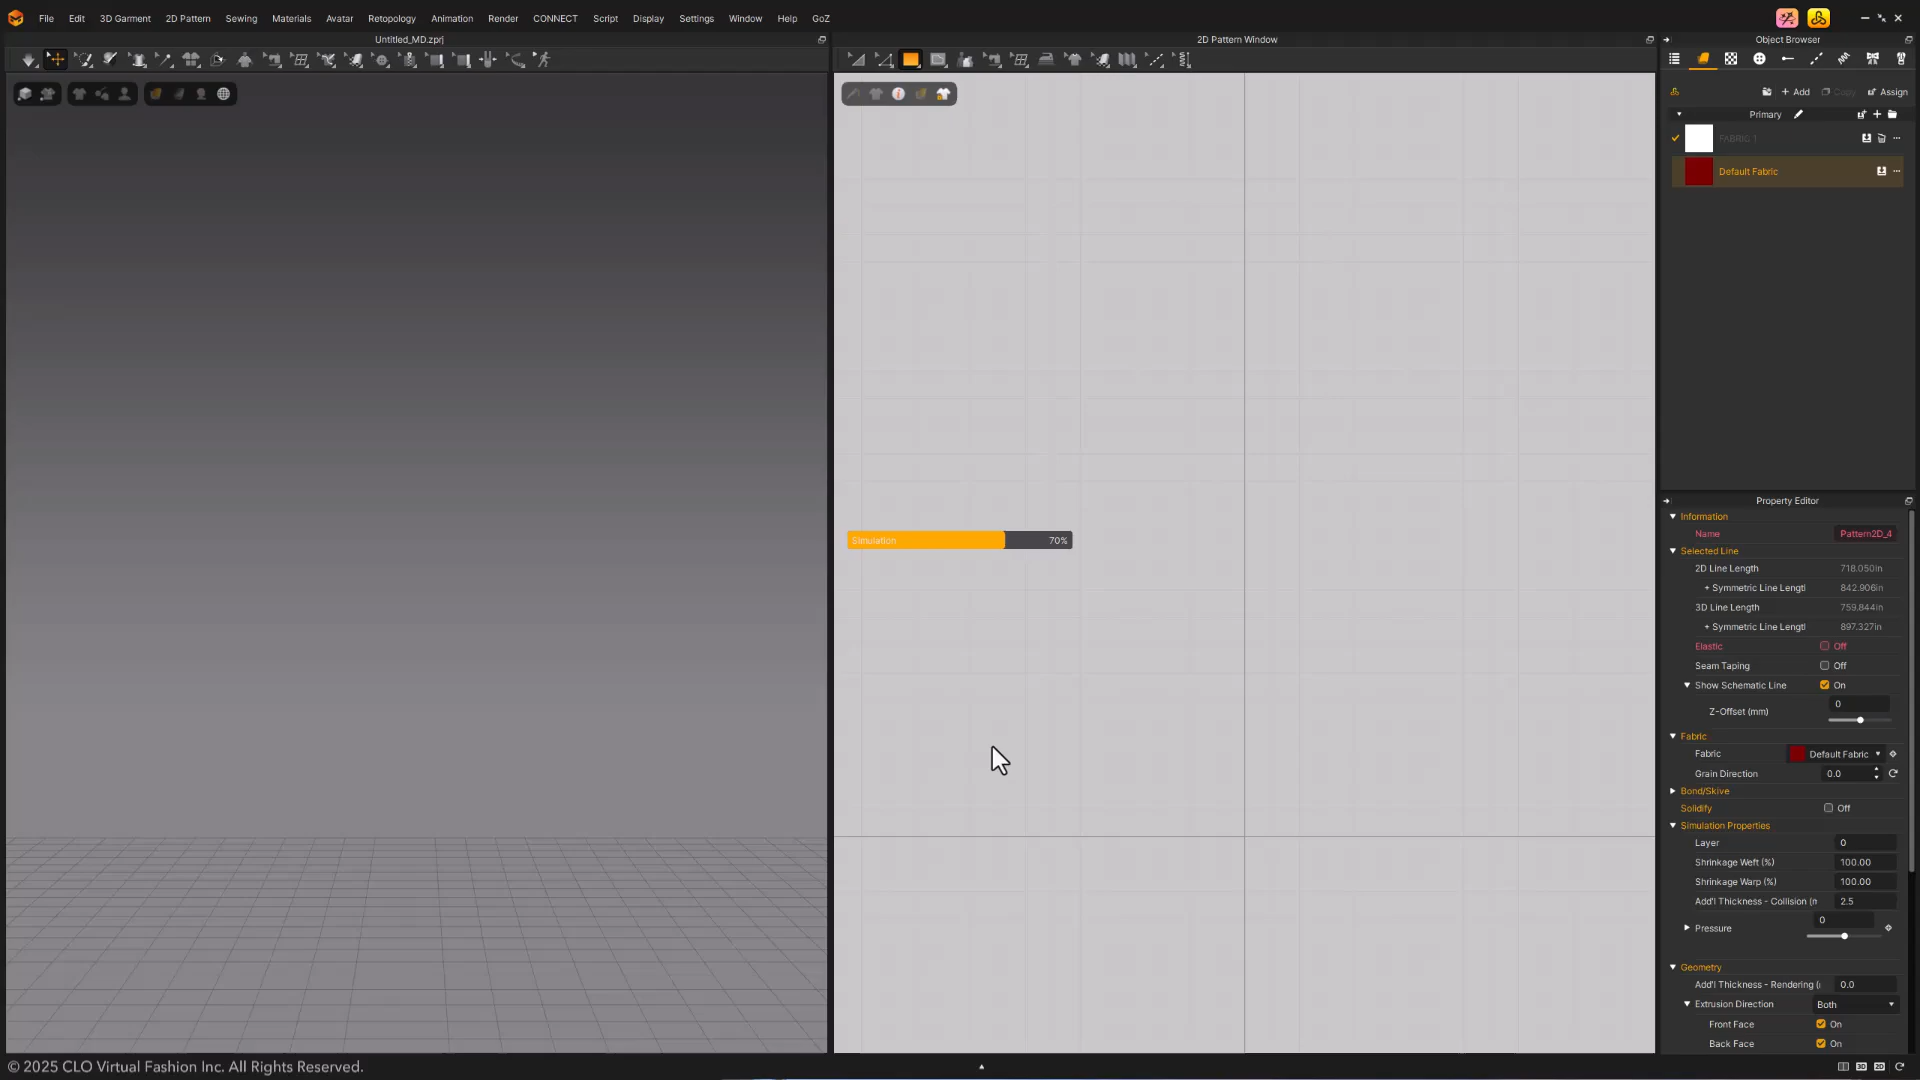 File Edit 3D Garment 2D Pattern Sewing Materials Avatar Retopology Animation Render CONNECT Script Display Settings Window Help GoZ
Untitled_MD.zprj
2D Pattern Window
Object Browser
+ Add Copy Assign
Primary
FABRIC 1
Default Fabric
Simulation 70%
Property Editor
Information
Name Pattern2D_4
Selected Line
2D Line Length 718.050in
+ Symmetric Line Lengtl 842.906in
3D Line Length 759.844in
+ Symmetric Line Lengtl 897.327in
Elastic Off
Seam Taping Off
Show Schematic Line On
Z-Offset (mm) 0
Fabric
Fabric Default Fabric
Grain Direction 0.0
Bond/Skive
Solidify Off
Simulation Properties
Layer 0
Shrinkage Weft (%) 100.00
Shrinkage Warp (%) 100.00
Add'l Thickness - Collision (n 2.5
Pressure 0
Geometry
Add'l Thickness - Rendering (i 0.0
Extrusion Direction Both
Front Face On
Back Face On
© 2025 CLO Virtual Fashion Inc. All Rights Reserved.
3D 2D